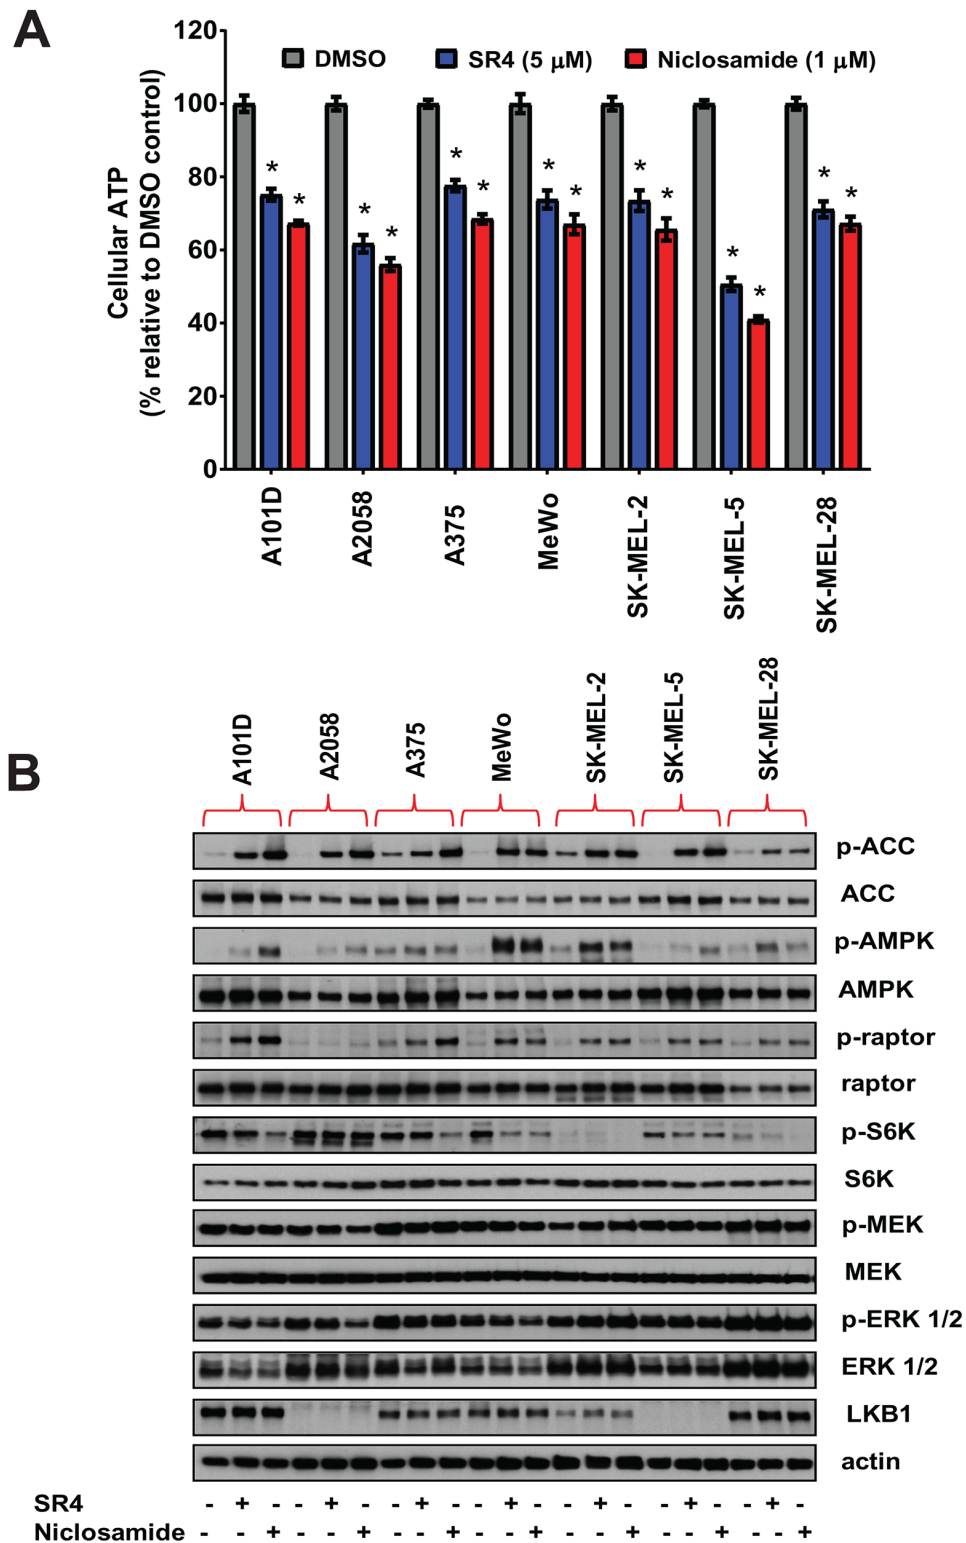 A
120
DMSO SR4 (5 μM) Niclosamide (1 μM)
100
80
60
40
20
0
Cellular ATP
(% relative to DMSO control)
* * * * * * * * * * * * * *
A101D A2058 A375 MeWo SK-MEL-2 SK-MEL-5 SK-MEL-28
B
A101D A2058 A375 MeWo SK-MEL-2 SK-MEL-5 SK-MEL-28
p-ACC
ACC
p-AMPK
AMPK
p-raptor
raptor
p-S6K
S6K
p-MEK
MEK
p-ERK 1/2
ERK 1/2
LKB1
actin
SR4 - + - - + - - + - - + - - + - - + - - + -
Niclosamide - - + - - + - - + - - + - - + - - + - - +